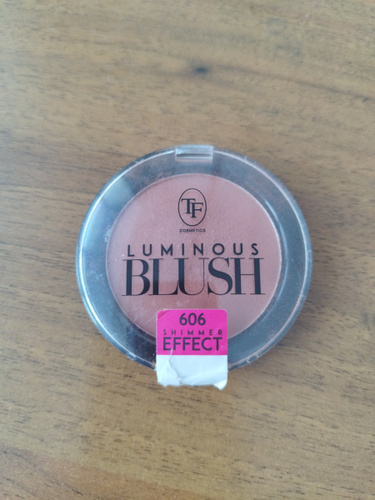 TF
COSMETICS
LUMINOUS
BLUSH
606
SHIMMER
EFFECT